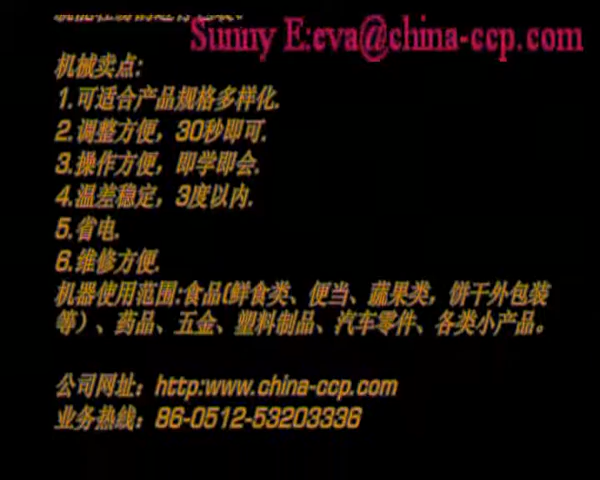 Sunny E:eva@china-ccp.com
机械卖点:
1.可适合产品规格多样化.
2.调整方便，30秒即可.
3.操作方便，即学即会.
4.温差稳定，3度以内.
5.省电.
6.维修方便.
机器使用范围:食品(鲜食类、便当、蔬果类，饼干外包装
等）、药品、五金、塑料制品、汽车零件、各类小产品。
公司网址：http:www.china-ccp.com
业务热线：86-0512-53203336